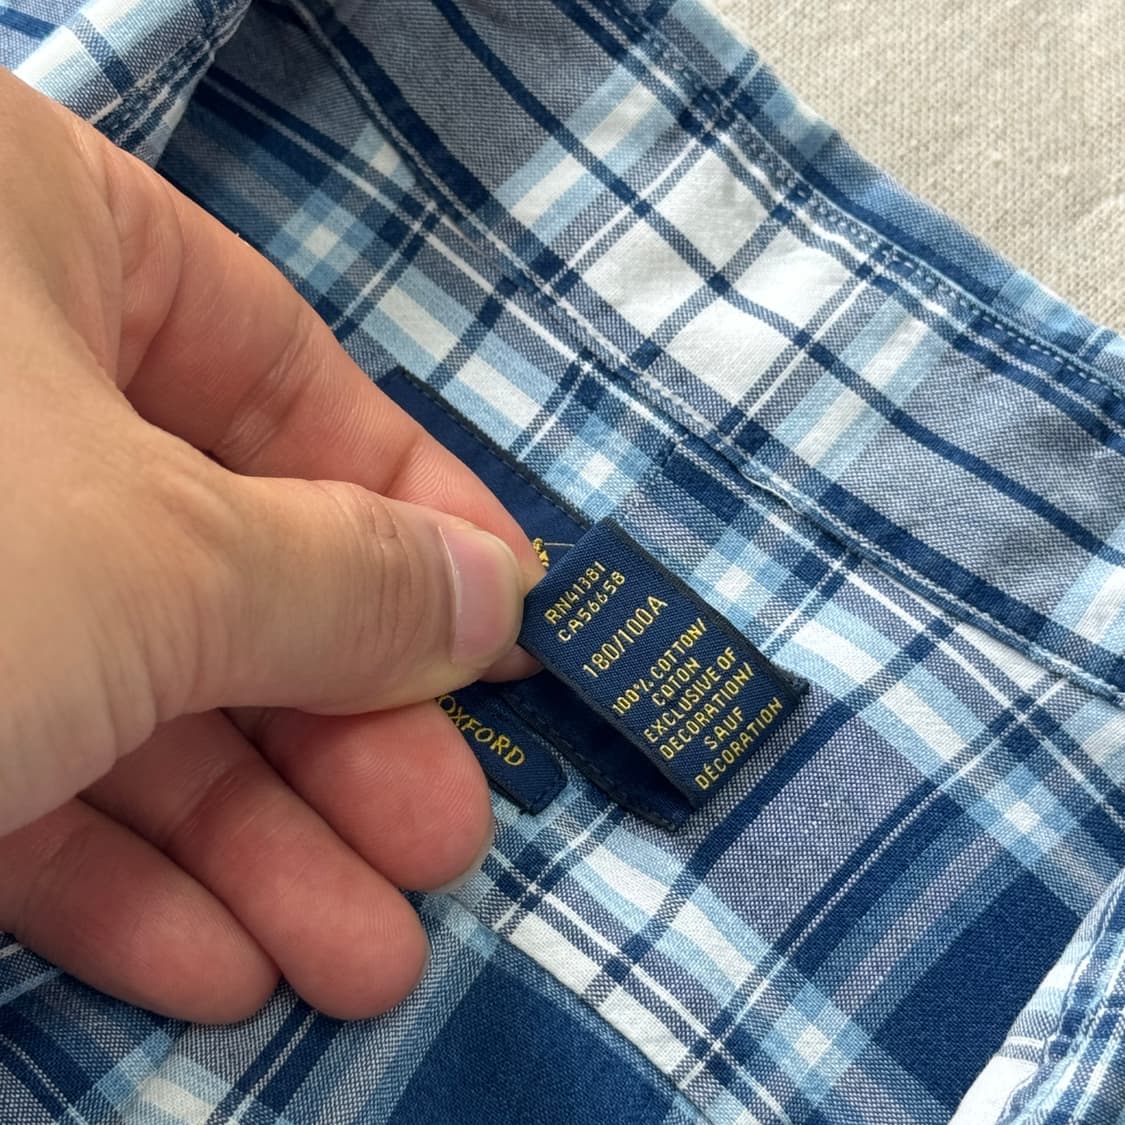 RN41381
CA56658
180/100A
100% COTTON/
COTON
EXCLUSIVE OF
DECORATION/
SAUF
DÉCORATION
OXFORD